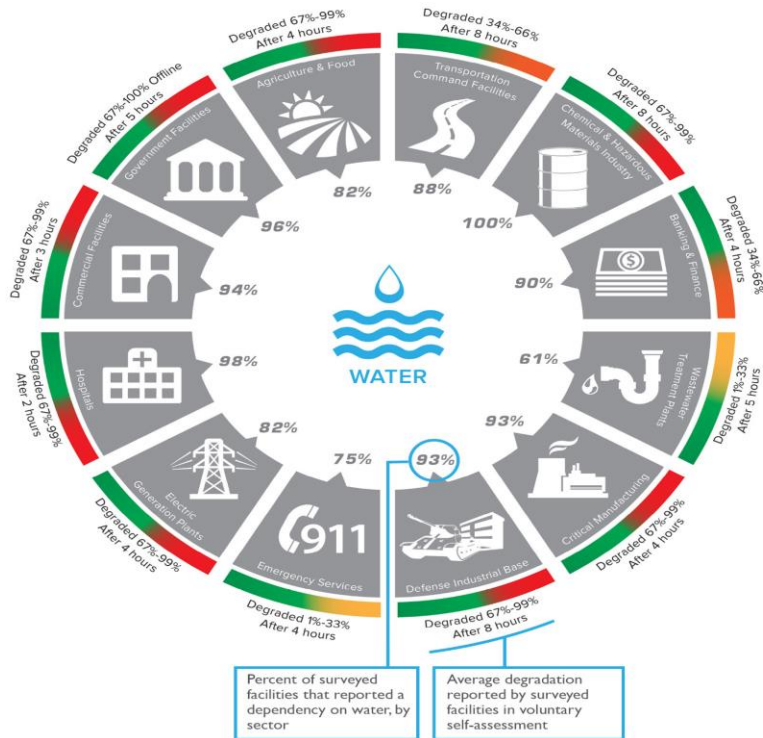 Degraded 67%-99%
After 4 hours
Agriculture & Food
82%
Degraded 34%-66%
After 8 hours
Transportation
Command Facilities
88%
Degraded 67%-99%
After 8 hours
Chemical & Hazardous
Materials Industry
100%
Degraded 34%-66%
After 4 hours
Banking & Finance
$
90%
Degraded 1%-33%
After 5 hours
Wastewater
Treatment Plants
61%
Degraded 67%-99%
After 4 hours
Critical Manufacturing
93%
Degraded 67%-99%
After 8 hours
Defense Industrial Base
93%
Degraded 1%-33%
After 4 hours
Emergency Services
911
75%
Degraded 67%-99%
After 4 hours
Electric
Generation Plants
82%
Degraded 67%-99%
After 2 hours
Hospitals
98%
Degraded 67%-99%
After 3 hours
Commercial Facilities
94%
Degraded 67%-100% Offline
After 5 hours
Government Facilities
96%
WATER
Percent of surveyed
facilities that reported a
dependency on water, by
sector
Average degradation
reported by surveyed
facilities in voluntary
self-assessment